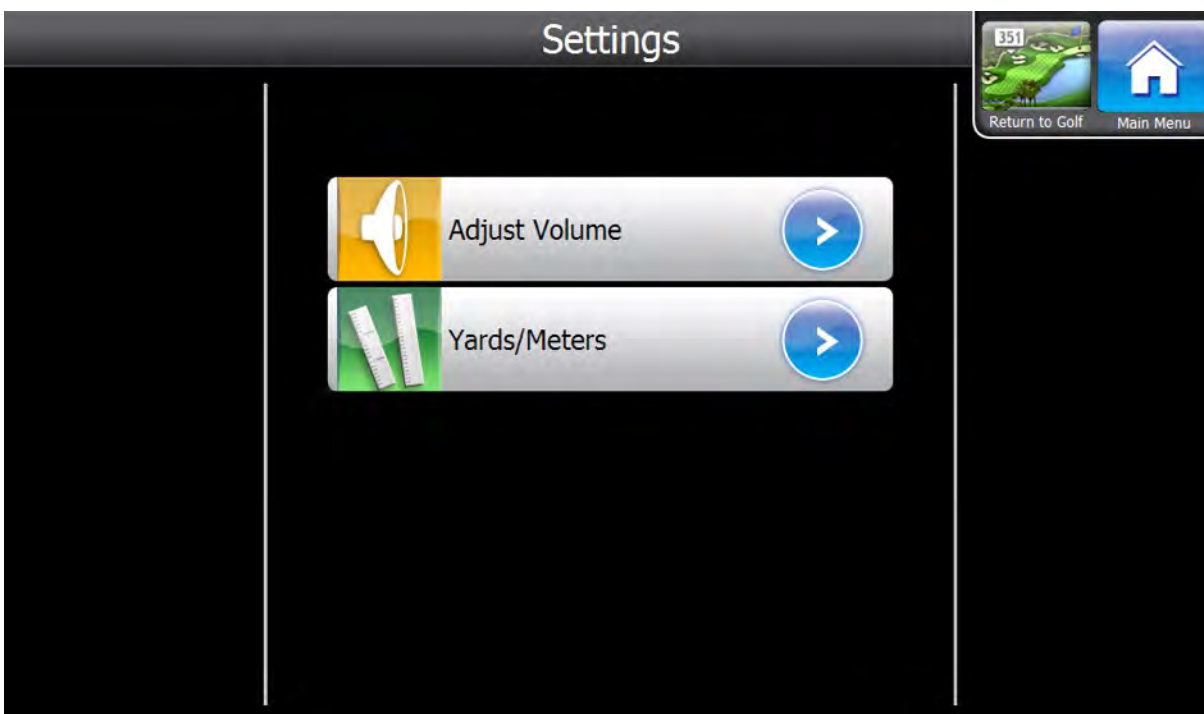 Settings
351
Return to Golf
Main Menu
Adjust Volume
Yards/Meters